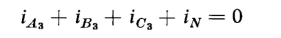 i_{A_3} + i_{B_3} + i_{C_3} + i_N = 0